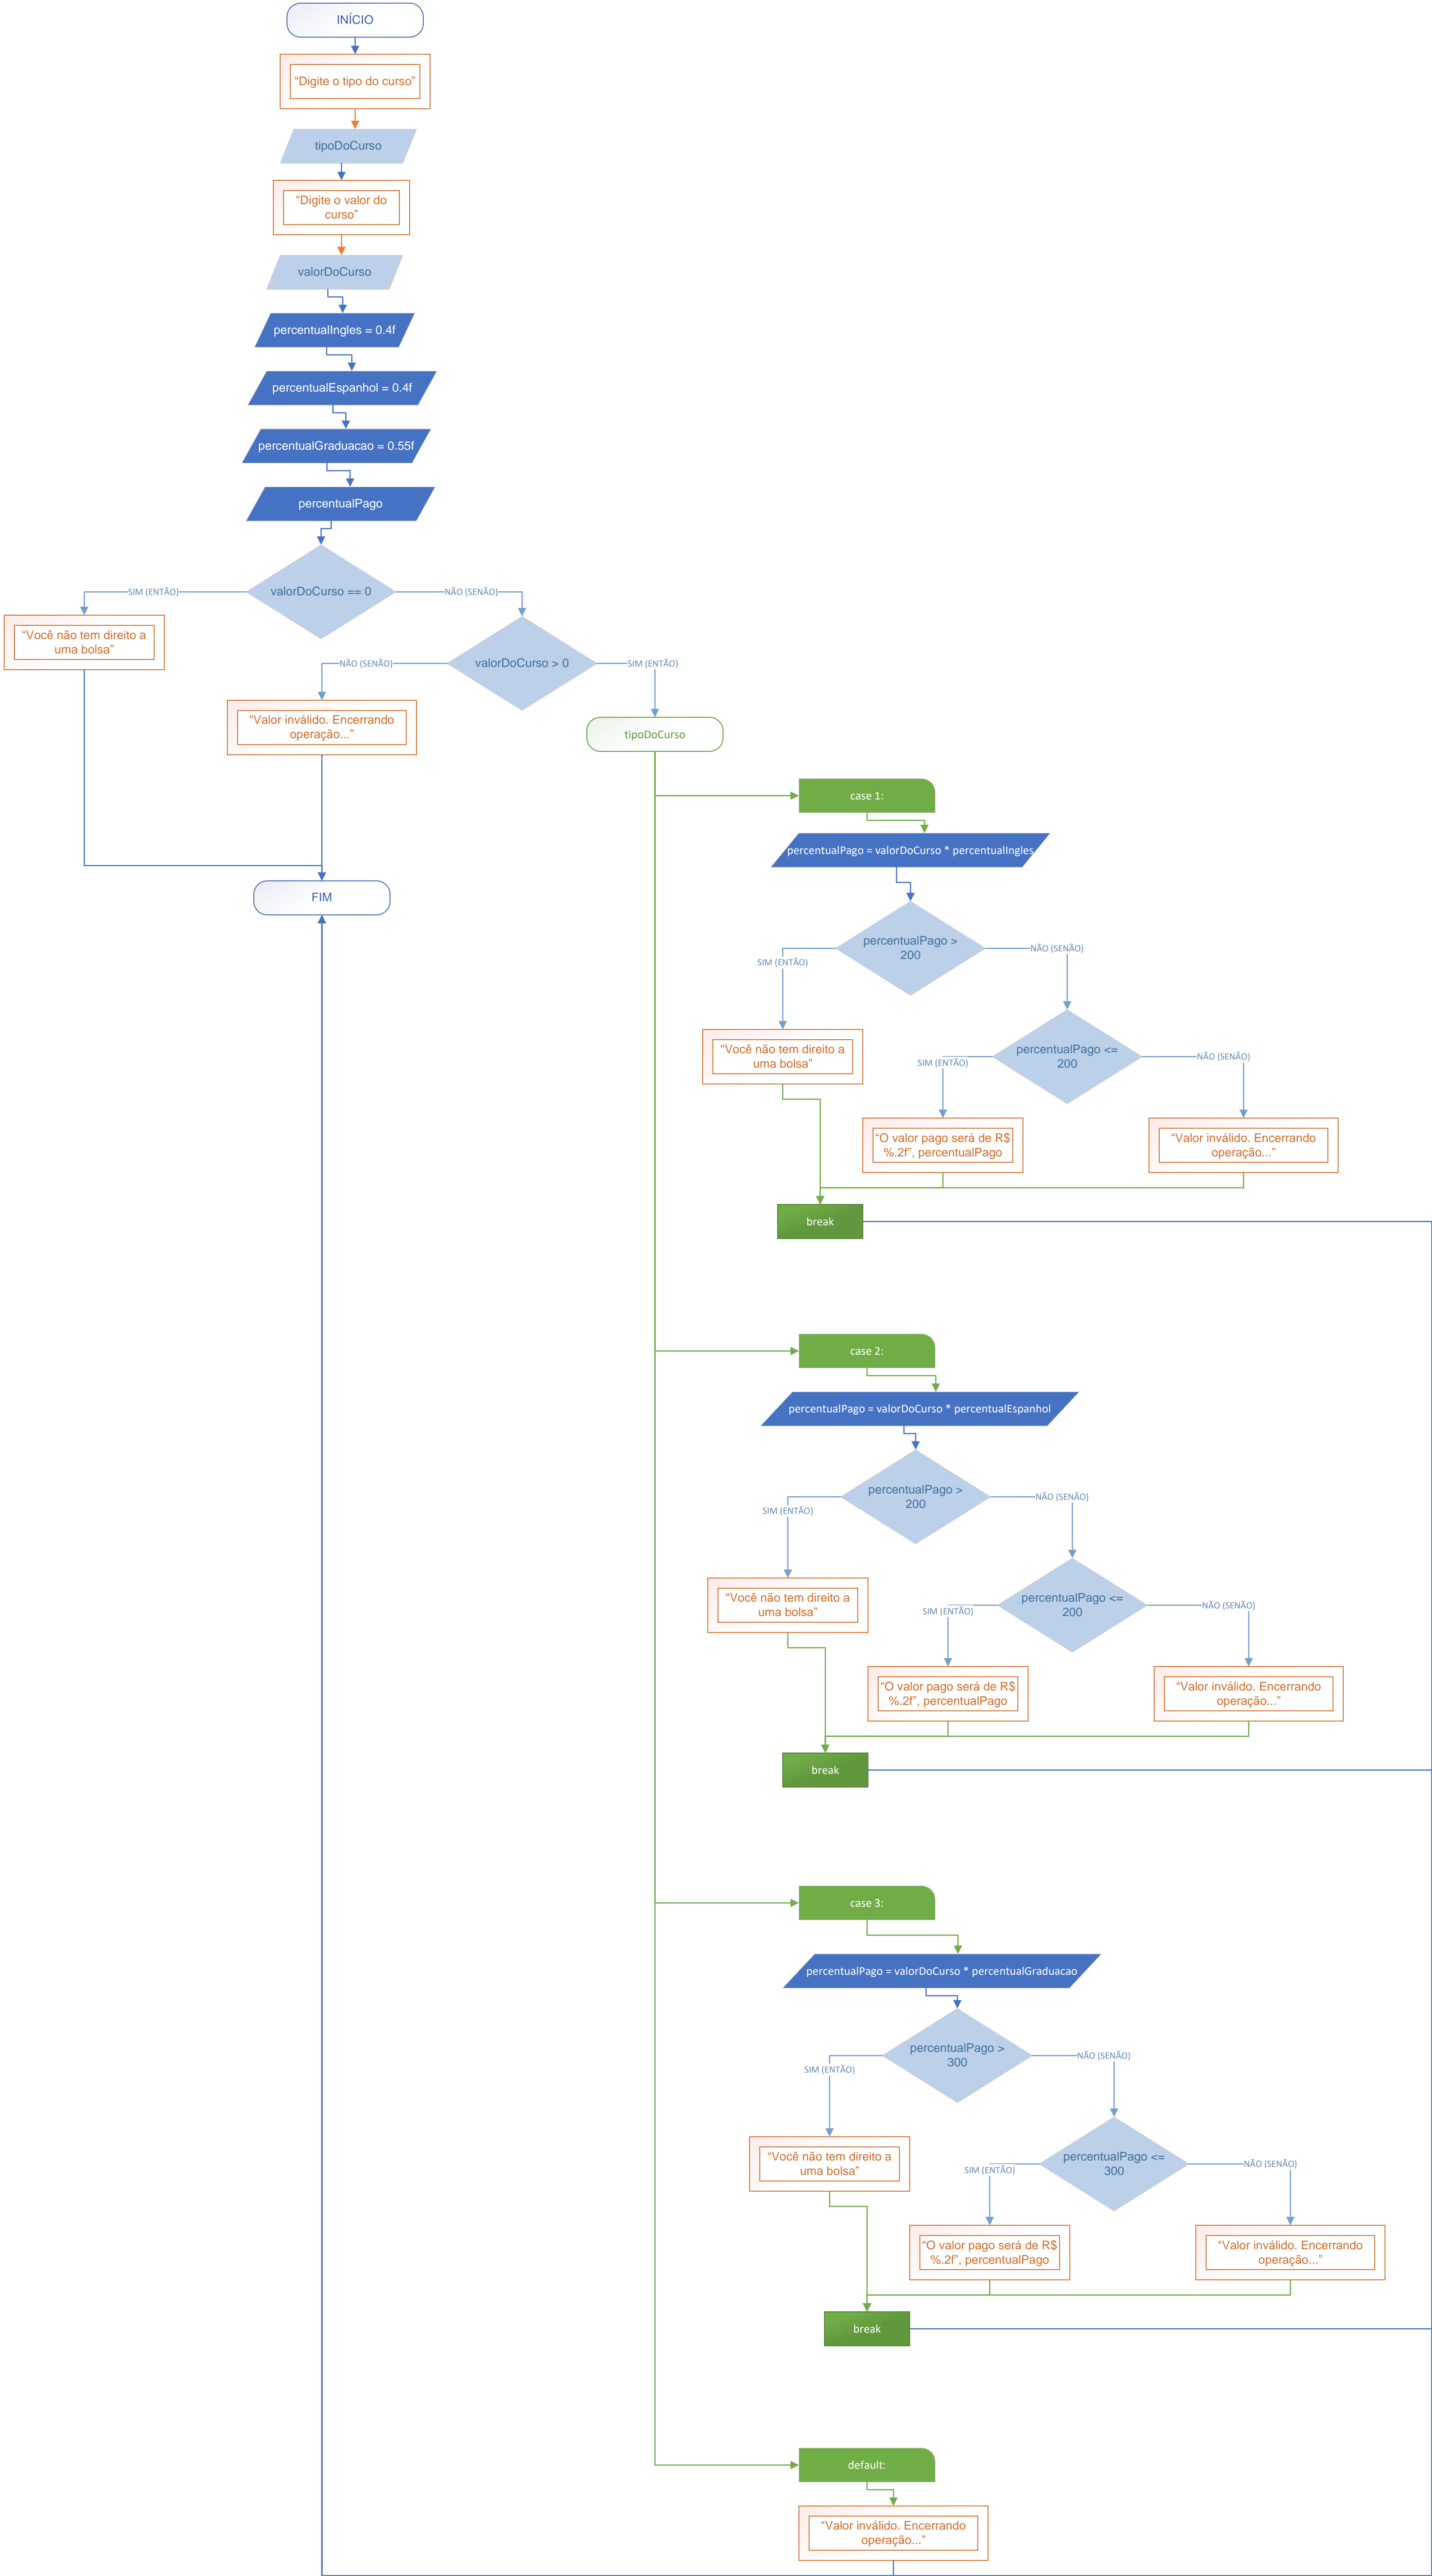 INÍCIO
“Digite o tipo do curso”
tipoDoCurso
“Digite o valor do
curso”
valorDoCurso
percentualIngles = 0.4f
percentualEspanhol = 0.4f
percentualGraduacao = 0.55f
percentualPago
valorDoCurso == 0
SIM (ENTÃO)
NÃO (SENÃO)
“Você não tem direito a
uma bolsa”
valorDoCurso > 0
NÃO (SENÃO)
SIM (ENTÃO)
“Valor inválido. Encerrando
operação...”
tipoDoCurso
case 1:
percentualPago = valorDoCurso * percentualIngles
FIM
percentualPago >
200
SIM (ENTÃO)
NÃO (SENÃO)
“Você não tem direito a
uma bolsa”
percentualPago <=
200
SIM (ENTÃO)
NÃO (SENÃO)
“O valor pago será de R$
%.2f”, percentualPago
“Valor inválido. Encerrando
operação...”
break
case 2:
percentualPago = valorDoCurso * percentualEspanhol
percentualPago >
200
SIM (ENTÃO)
NÃO (SENÃO)
“Você não tem direito a
uma bolsa”
percentualPago <=
200
SIM (ENTÃO)
NÃO (SENÃO)
“O valor pago será de R$
%.2f”, percentualPago
“Valor inválido. Encerrando
operação...”
break
case 3:
percentualPago = valorDoCurso * percentualGraduacao
percentualPago >
300
SIM (ENTÃO)
NÃO (SENÃO)
“Você não tem direito a
uma bolsa”
percentualPago <=
300
SIM (ENTÃO)
NÃO (SENÃO)
“O valor pago será de R$
%.2f”, percentualPago
“Valor inválido. Encerrando
operação...”
break
default:
“Valor inválido. Encerrando
operação...”